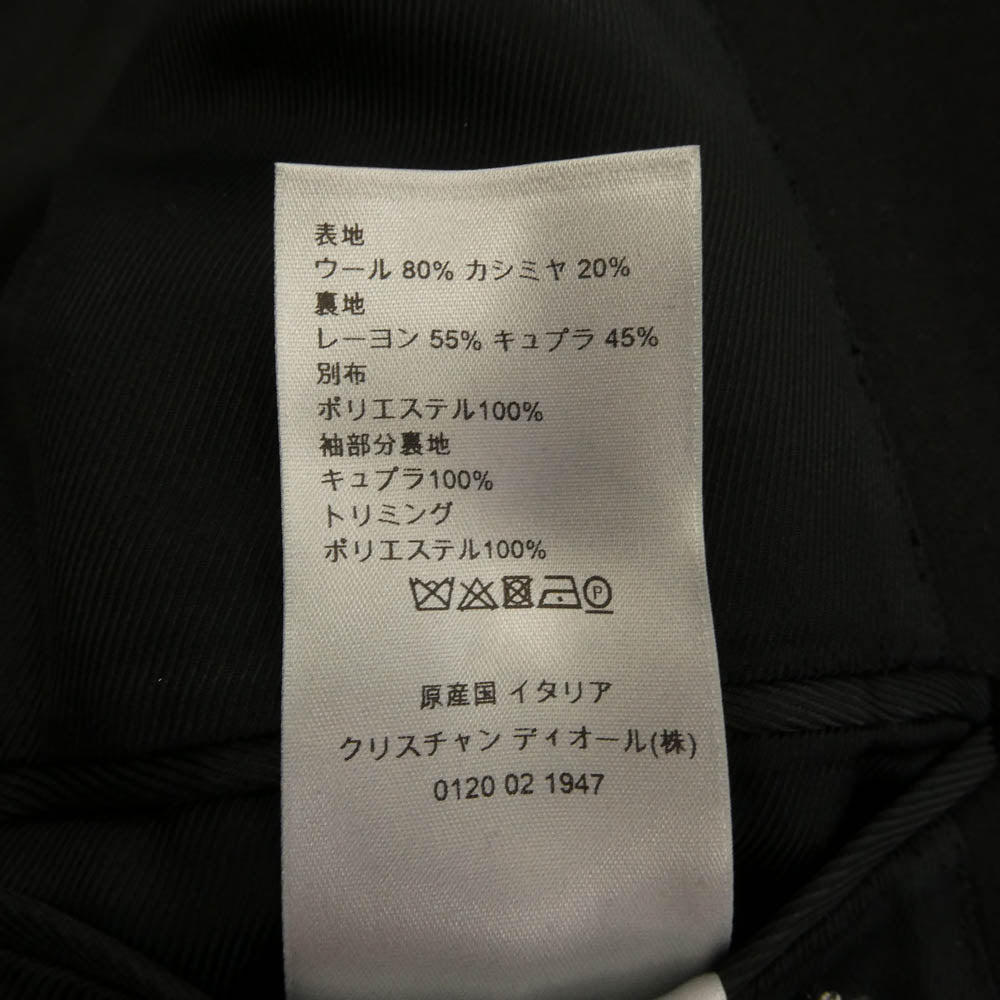 表地
ウール 80% カシミヤ 20%
裏地
レーヨン 55% キュプラ 45%
別布
ポリエステル100%
袖部分裏地
キュプラ100%
トリミング
ポリエステル100%
P
原産国 イタリア
クリスチャン ディオール(株)
0120 02 1947